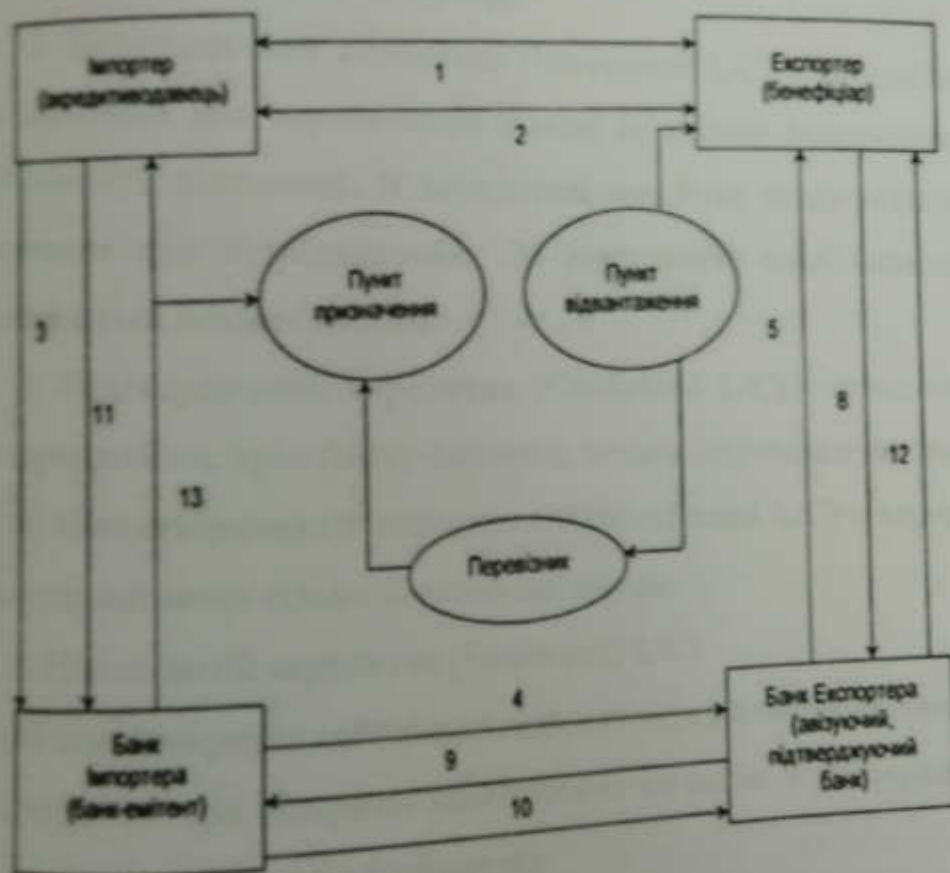 Імпортер
(акредитиводавець)
Експортер
(бенефіціар)
1
2
Пункт
призначення
Пункт
відвантаження
3
5
11
8
12
13
Перевізник
4
Банк
Імпортера
(банк-емітент)
9
Банк Експортера
(авізуючий,
підтверджуючий
банк)
10